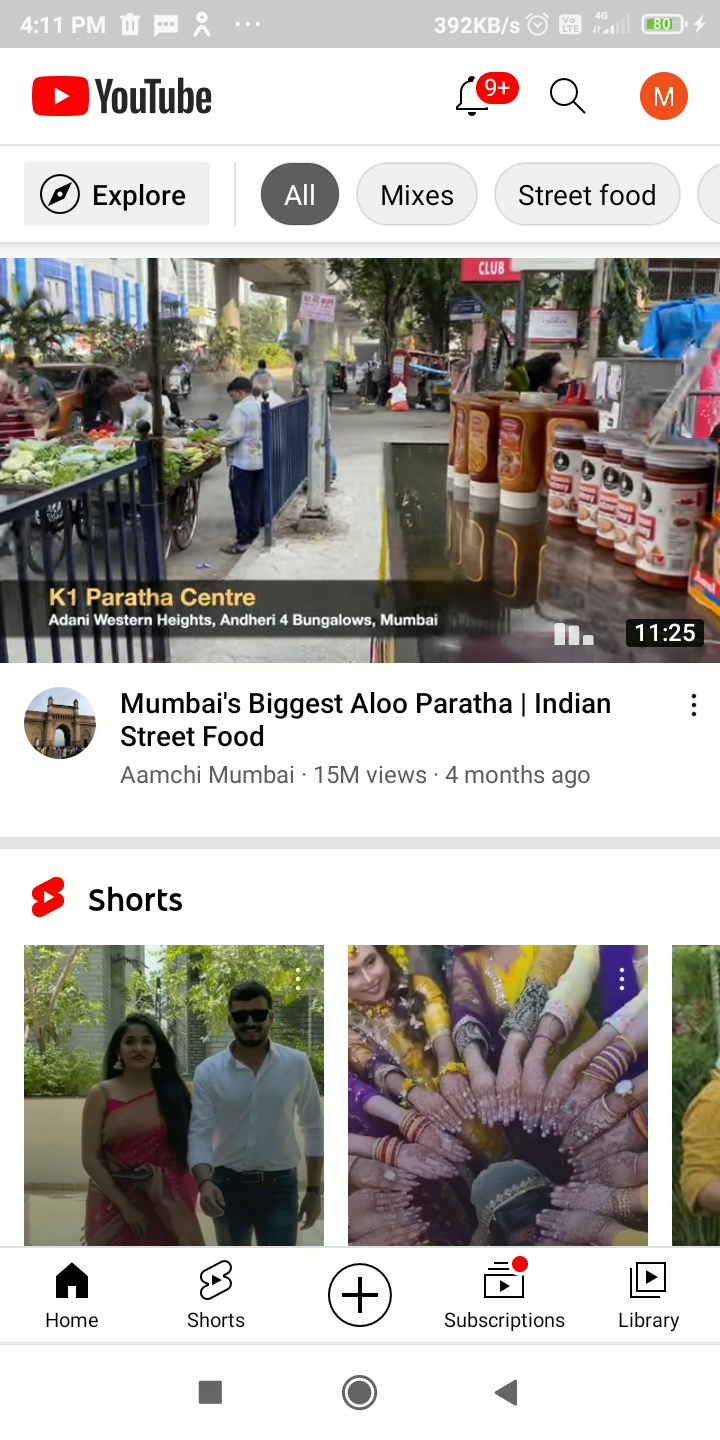 4:11 PM
392KB/s
Vo LTE
4G
80
YouTube
9+
M
Explore
All
Mixes
Street food
CLUB
K1 Paratha Centre
Adani Western Heights, Andheri 4 Bungalows, Mumbai
11:25
Mumbai's Biggest Aloo Paratha | Indian
Street Food
Aamchi Mumbai · 15M views · 4 months ago
Shorts
Home
Shorts
Subscriptions
Library